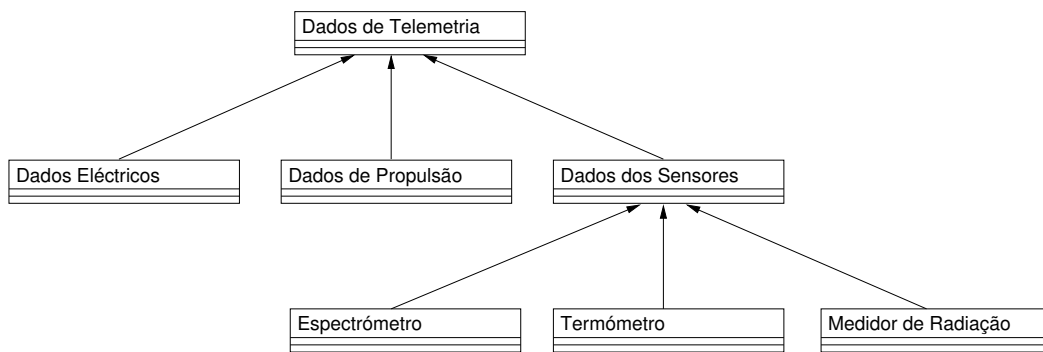 Dados de Telemetria
Dados Eléctricos
Dados de Propulsão
Dados dos Sensores
Espectrómetro
Termómetro
Medidor de Radiação